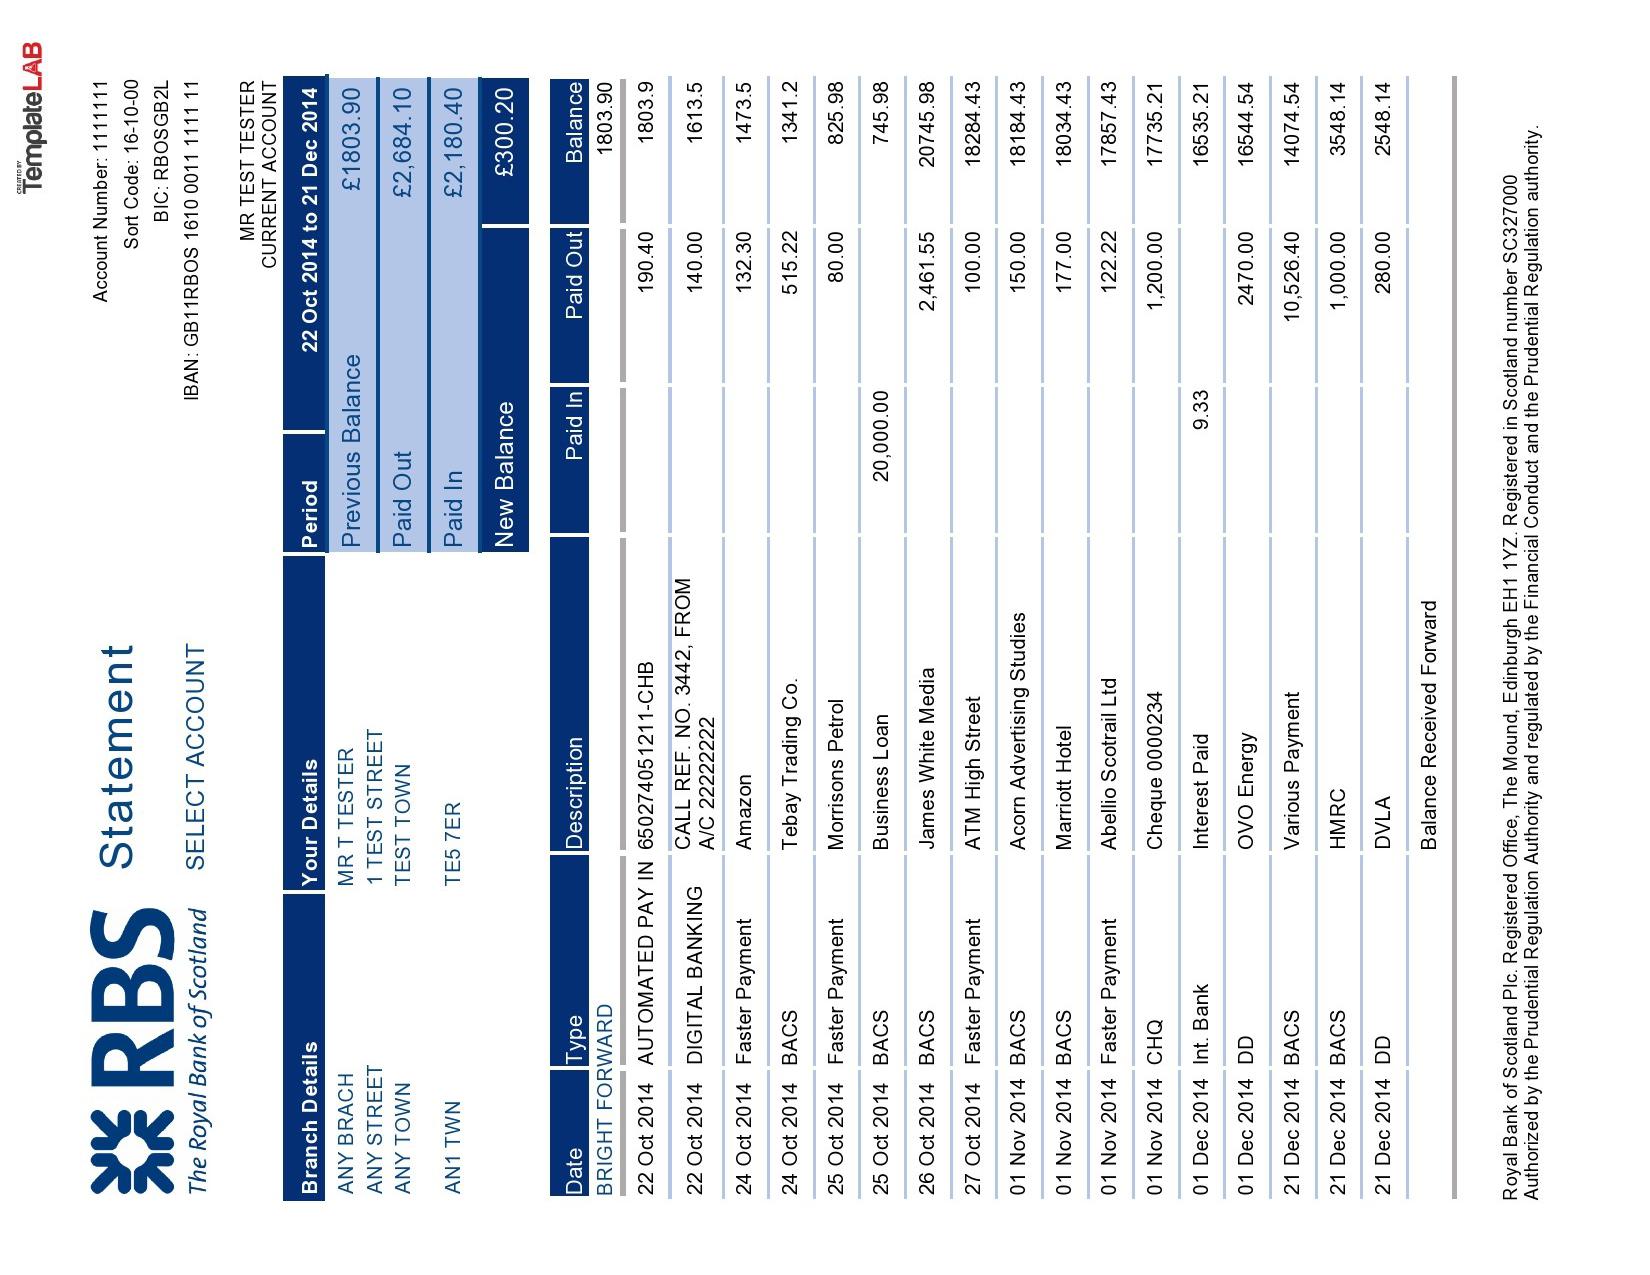 CREATED BY
TemplateLAB
RBS
The Royal Bank of Scotland
Statement
SELECT ACCOUNT
Account Number: 11111111
Sort Code: 16-10-00
BIC: RBOSGB2L
IBAN: GB11RBOS 1610 0011 1111 11
MR TEST TESTER
CURRENT ACCOUNT
Branch Details Your Details Period 22 Oct 2014 to 21 Dec 2014
ANY BRACH MR T TESTER Previous Balance £1803.90
ANY STREET 1 TEST STREET
ANY TOWN TEST TOWN Paid Out £2,684.10
AN1 TWN TE5 7ER Paid In £2,180.40
New Balance £300.20
Date Type Description Paid In Paid Out Balance
BRIGHT FORWARD 1803.90
22 Oct 2014 AUTOMATED PAY IN 650274051211-CHB 190.40 1803.9
22 Oct 2014 DIGITAL BANKING CALL REF. NO. 3442, FROM 140.00 1613.5
A/C 22222222
24 Oct 2014 Faster Payment Amazon 132.30 1473.5
24 Oct 2014 BACS Tebay Trading Co. 515.22 1341.2
25 Oct 2014 Faster Payment Morrisons Petrol 80.00 825.98
25 Oct 2014 BACS Business Loan 20,000.00 745.98
26 Oct 2014 BACS James White Media 2,461.55 20745.98
27 Oct 2014 Faster Payment ATM High Street 100.00 18284.43
01 Nov 2014 BACS Acorn Advertising Studies 150.00 18184.43
01 Nov 2014 BACS Marriott Hotel 177.00 18034.43
01 Nov 2014 Faster Payment Abellio Scotrail Ltd 122.22 17857.43
01 Nov 2014 CHQ Cheque 0000234 1,200.00 17735.21
01 Dec 2014 Int. Bank Interest Paid 9.33 16535.21
01 Dec 2014 DD OVO Energy 2470.00 16544.54
21 Dec 2014 BACS Various Payment 10,526.40 14074.54
21 Dec 2014 BACS HMRC 1,000.00 3548.14
21 Dec 2014 DD DVLA 280.00 2548.14
Balance Received Forward
Royal Bank of Scotland Plc. Registered Office, The Mound, Edinburgh EH1 1YZ. Registered in Scotland number SC327000
Authorized by the Prudential Regulation Authority and regulated by the Financial Conduct and the Prudential Regulation authority.